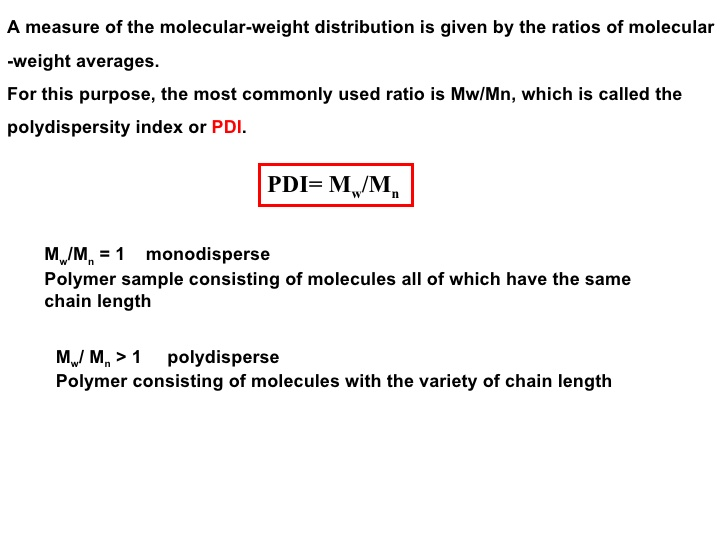 A measure of the molecular-weight distribution is given by the ratios of molecular
-weight averages.
For this purpose, the most commonly used ratio is Mw/Mn, which is called the
polydispersity index or PDI.
PDI= Mw/Mn
Mw/Mn = 1 monodisperse
Polymer sample consisting of molecules all of which have the same
chain length
Mw/ Mn > 1 polydisperse
Polymer consisting of molecules with the variety of chain length